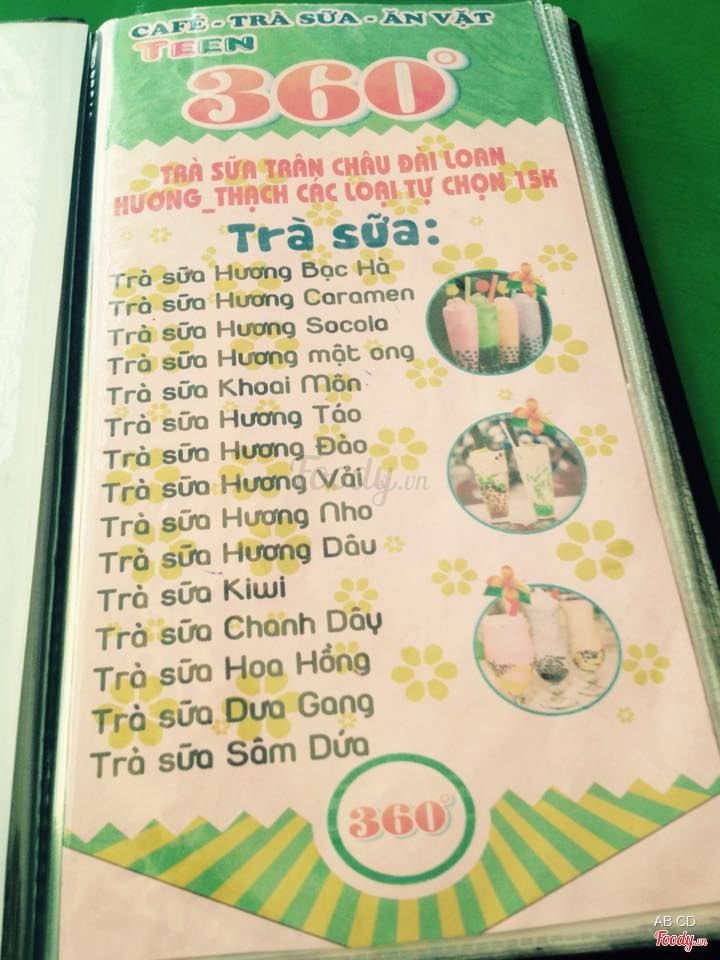 CAFÉ - TRÀ SỮA - ĂN VẶT
TEEN
360°
TRÀ SỮA TRÂN CHÂU ĐÀI LOAN
HƯƠNG_THẠCH CÁC LOẠI TỰ CHỌN 15K
Trà sữa:
Trà sữa Hương Bạc Hà
Trà sữa Hương Caramen
Trà sữa Hương Socola
Trà sữa Hương mật ong
Trà sữa Khoai Môn
Trà sữa Hương Táo
Trà sữa Hương Đào
Trà sữa Hương Vải
Trà sữa Hương Nho
Trà sữa Hương Dâu
Trà sữa Kiwi
Trà sữa Chanh Dây
Trà sữa Hoa Hồng
Trà sữa Dưa Gang
Trà sữa Sâm Dứa
360°
Foody.vn
AB CD
Foody.vn